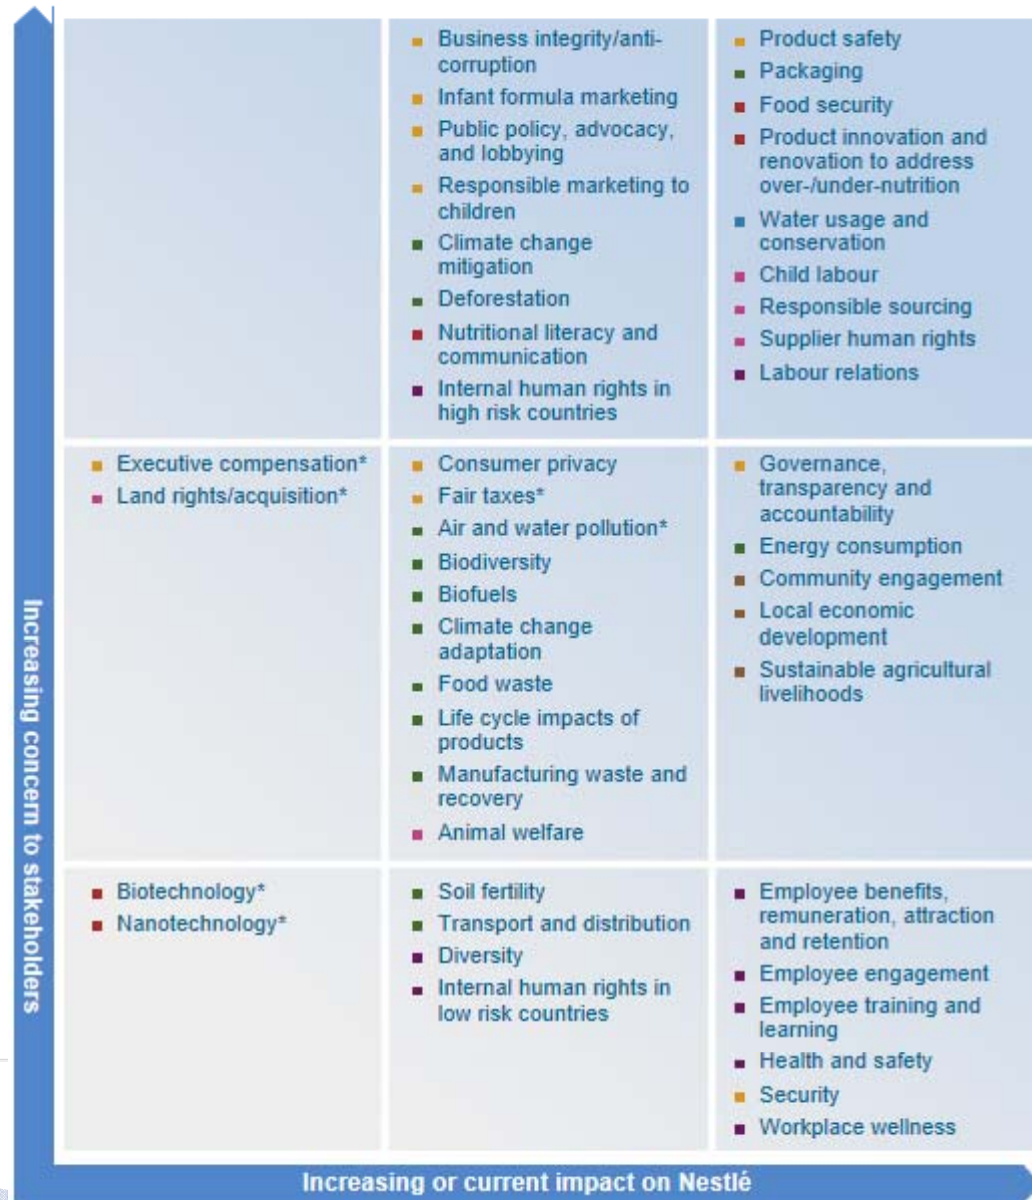 Business integrity/anti-
corruption
Infant formula marketing
Public policy, advocacy,
and lobbying
Responsible marketing to
children
Climate change
mitigation
Deforestation
Nutritional literacy and
communication
Internal human rights in
high risk countries
Product safety
Packaging
Food security
Product innovation and
renovation to address
over-/under-nutrition
Water usage and
conservation
Child labour
Responsible sourcing
Supplier human rights
Labour relations
Executive compensation*
Land rights/acquisition*
Consumer privacy
Fair taxes*
Air and water pollution*
Biodiversity
Biofuels
Climate change
adaptation
Food waste
Life cycle impacts of
products
Manufacturing waste and
recovery
Animal welfare
Governance,
transparency and
accountability
Energy consumption
Community engagement
Local economic
development
Sustainable agricultural
livelihoods
Biotechnology*
Nanotechnology*
Soil fertility
Transport and distribution
Diversity
Internal human rights in
low risk countries
Employee benefits,
remuneration, attraction
and retention
Employee engagement
Employee training and
learning
Health and safety
Security
Workplace wellness
Increasing concern to stakeholders
Increasing or current impact on Nestlé